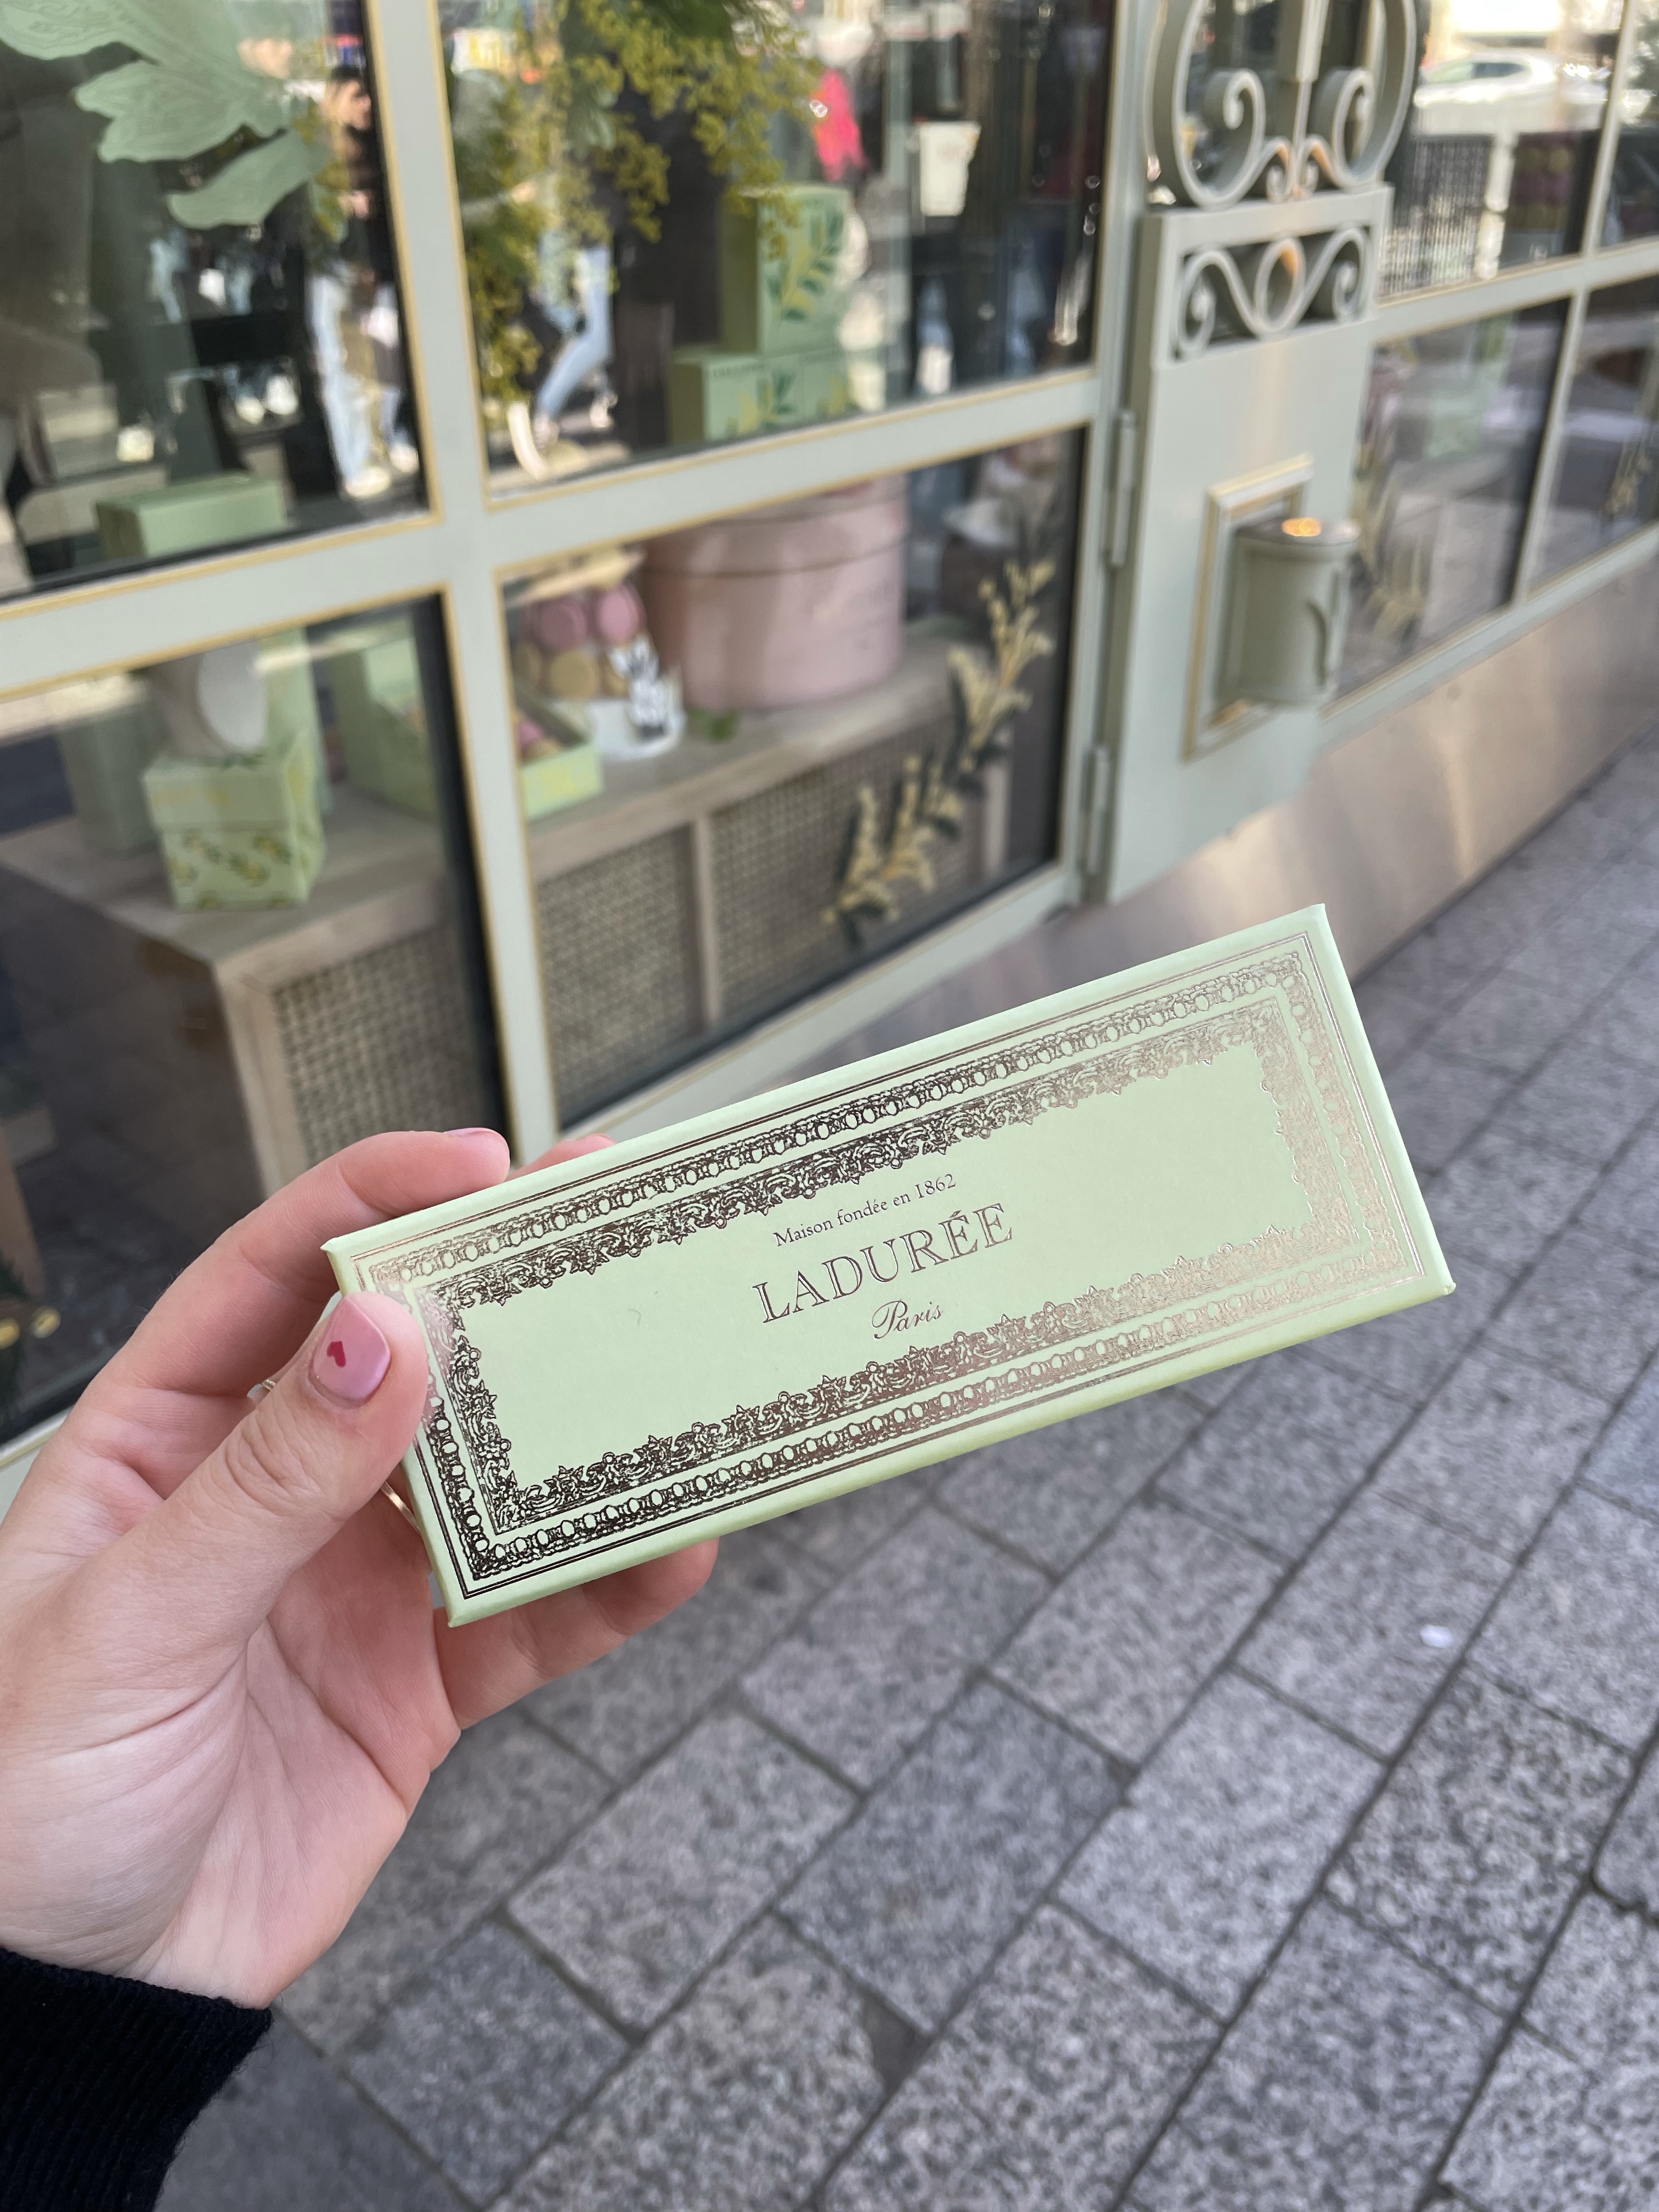 Maison fondée en 1862
LADURÉE
Paris